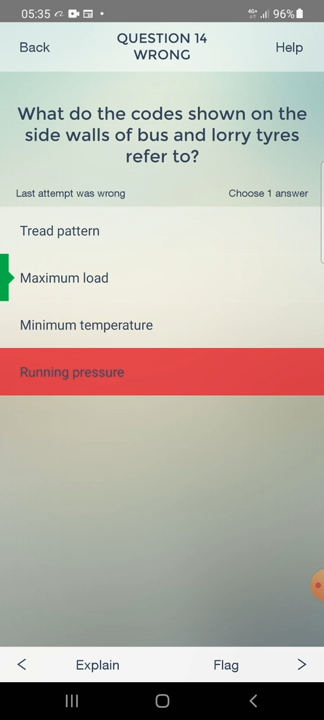 05:35
4G+ 96%
Back
QUESTION 14
WRONG
Help
What do the codes shown on the
side walls of bus and lorry tyres
refer to?
Last attempt was wrong
Choose 1 answer
Tread pattern
Maximum load
Minimum temperature
Running pressure
<
Explain
Flag
>